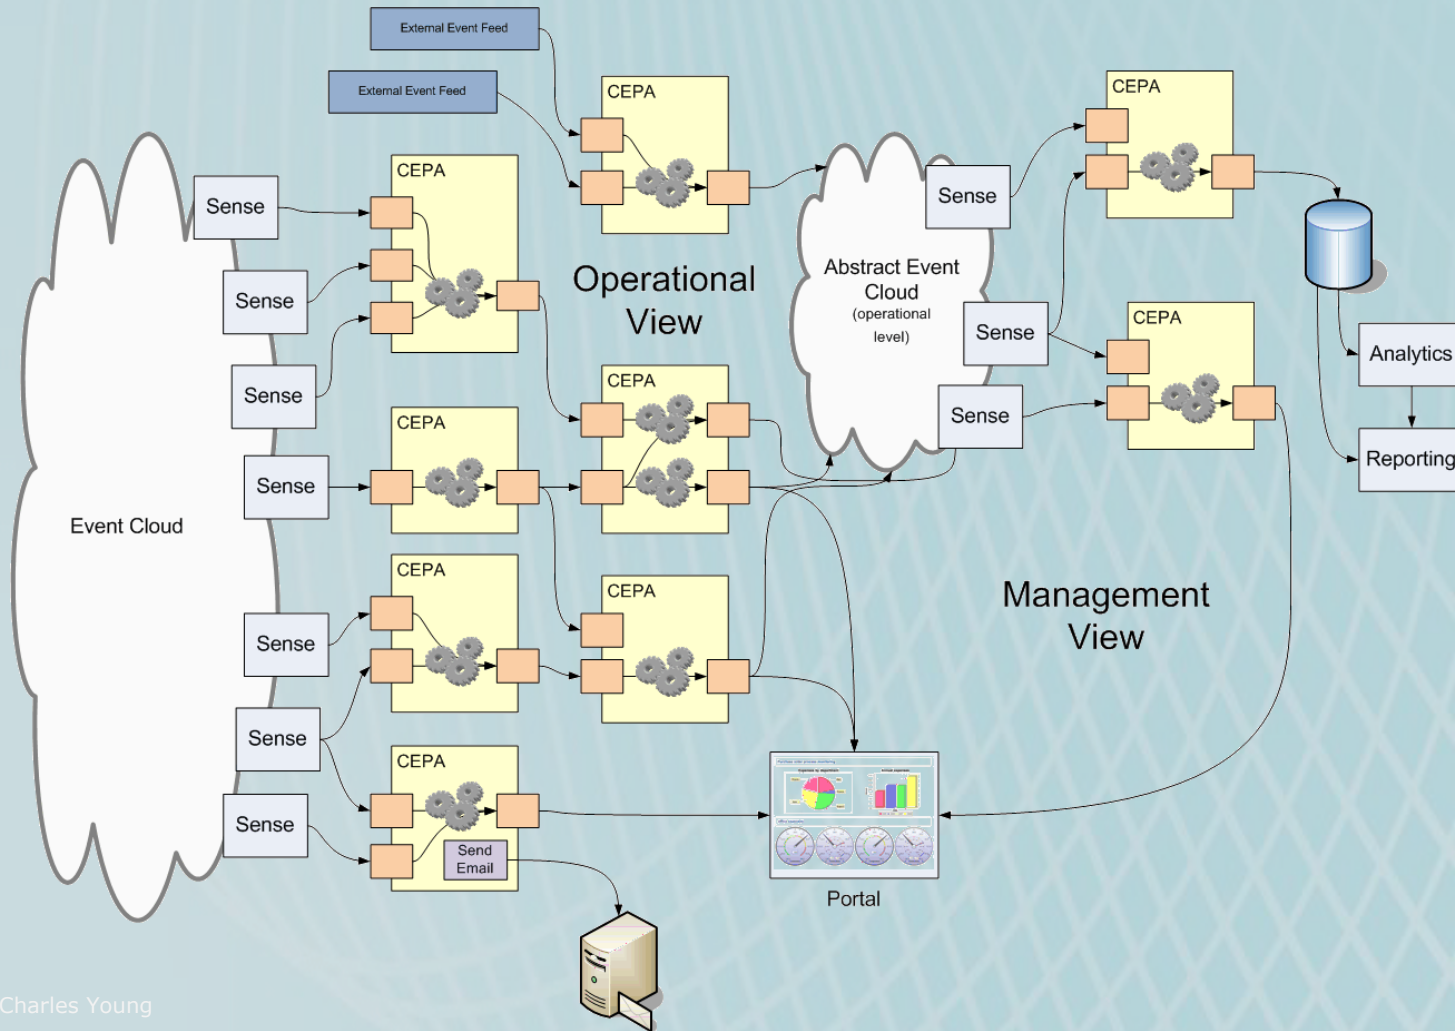 External Event Feed
External Event Feed
CEPA
CEPA
CEPA
Sense
Sense
Sense
Sense
Sense
Sense
Sense
Event Cloud
Operational
View
Abstract Event
Cloud
(operational
level)
Sense
Sense
Sense
CEPA
CEPA
CEPA
CEPA
CEPA
CEPA
Send
Email
Analytics
Reporting
Management
View
Portal
Charles Young